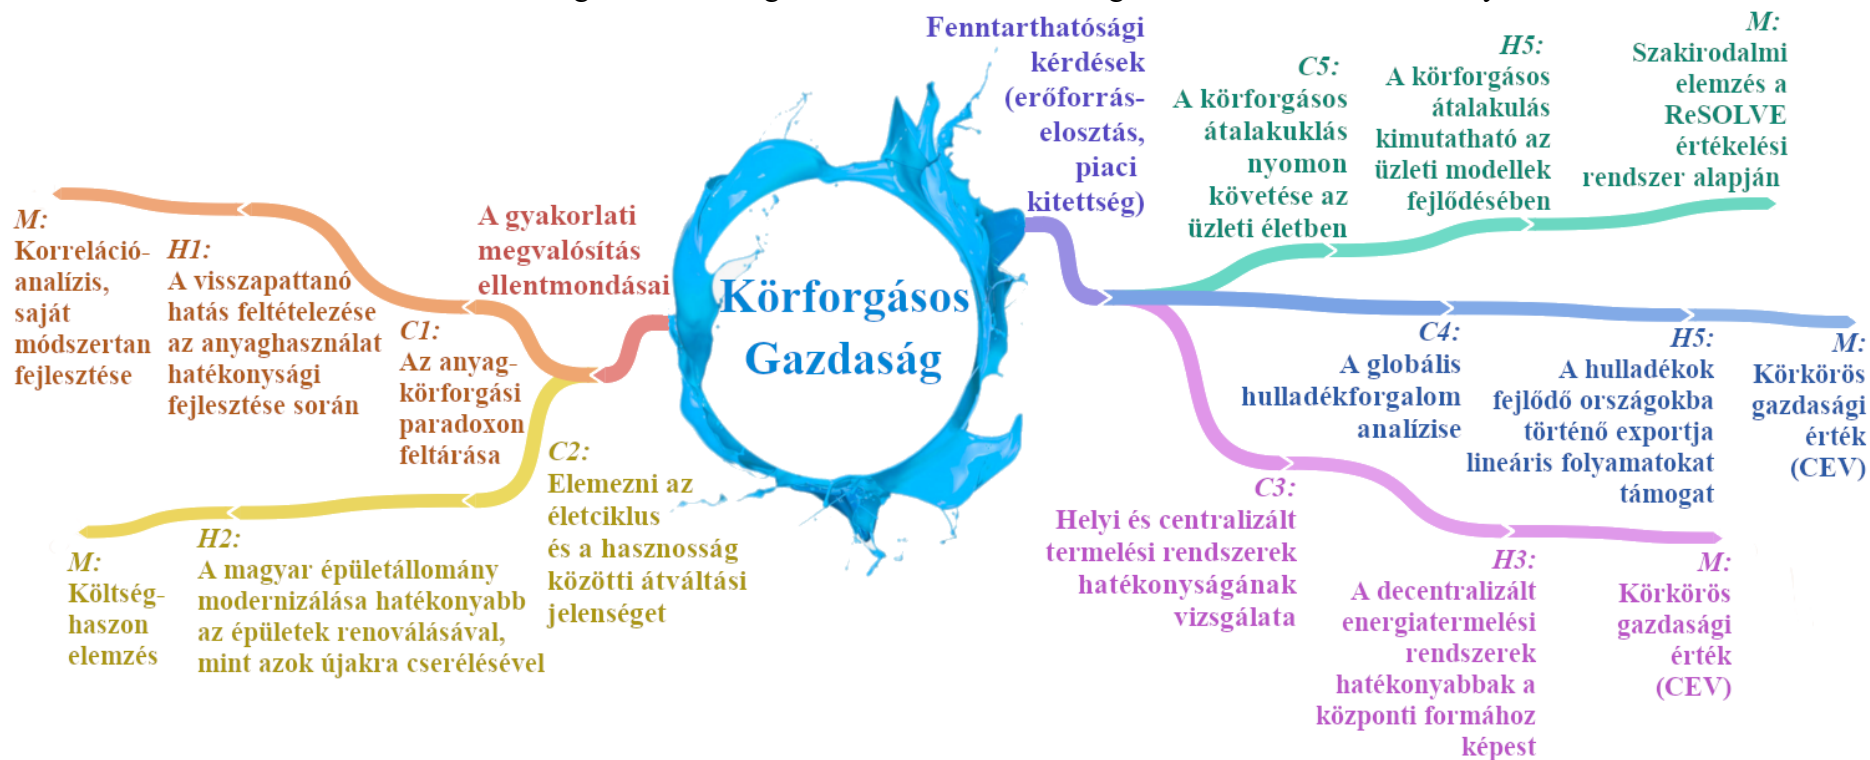 Körforgásos
Gazdaság
A gyakorlati
megvalósítás
ellentmondásai
C1:
Az anyag-
körforgási
paradoxon
feltárása
H1:
A visszapattanó
hatás feltételezése
az anyaghasználat
hatékonysági
fejlesztése során
M:
Korreláció-
analízis,
saját
módszertan
fejlesztése
C2:
Elemezni az
életciklus
és a hasznosság
közötti átváltási
jelenséget
H2:
A magyar épületállomány
modernizálása hatékonyabb
az épületek renoválásával,
mint azok újakra cserélésével
M:
Költség-
haszon
elemzés
Fenntarthatósági
kérdések
(erőforrás-
elosztás,
piaci
kitettség)
C5:
A körforgásos
átalakuklás
nyomon
követése az
üzleti életben
H5:
A körforgásos
átalakulás
kimutatható az
üzleti modellek
fejlődésében
M:
Szakirodalmi
elemzés a
ReSOLVE
értékelési
rendszer alapján
C4:
A globális
hulladékforgalom
analízise
H5:
A hulladékok
fejlődő országokba
történő exportja
lineáris folyamatokat
támogat
M:
Körkörös
gazdasági
érték
(CEV)
C3:
Helyi és centralizált
termelési rendszerek
hatékonyságának
vizsgálata
H3:
A decentralizált
energiatermelési
rendszerek
hatékonyabbak a
központi formához
képest
M:
Körkörös
gazdasági
érték
(CEV)